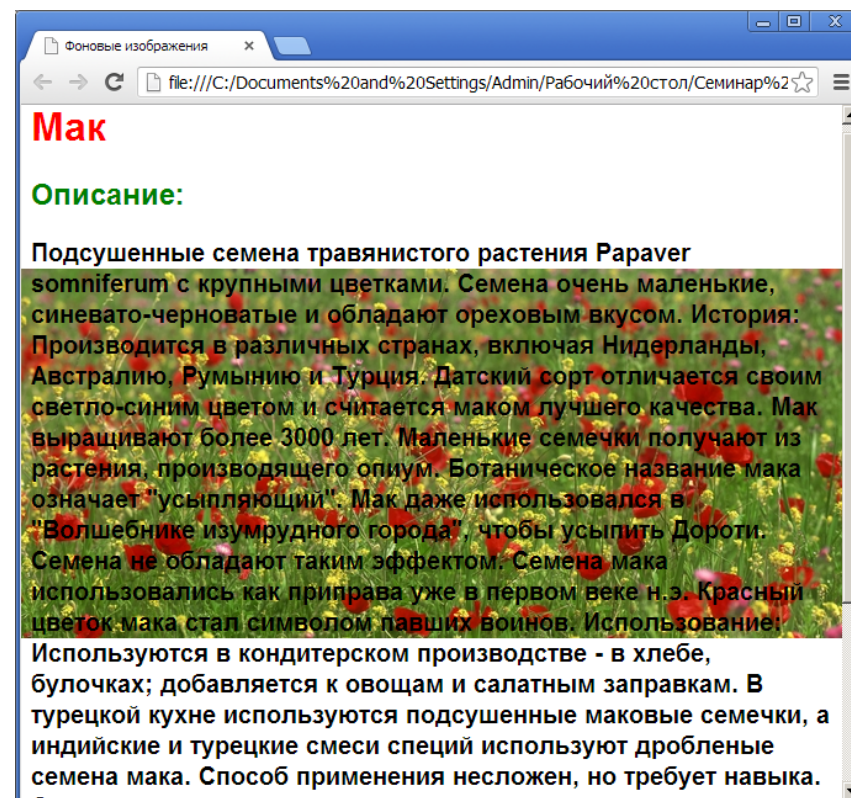 Фоновые изображения
file:///C:/Documents%20and%20Settings/Admin/Рабочий%20стол/Семинар%2
Мак
Описание:
Подсушенные семена травянистого растения Papaver
somniferum с крупными цветками. Семена очень маленькие,
синевато-черноватые и обладают ореховым вкусом. История:
Производится в различных странах, включая Нидерланды,
Австралию, Румынию и Турция. Датский сорт отличается своим
светло-синим цветом и считается маком лучшего качества. Мак
выращивают более 3000 лет. Маленькие семечки получают из
растения, производящего опиум. Ботаническое название мака
означает "усыпляющий". Мак даже использовался в
"Волшебнике изумрудного города", чтобы усыпить Дороти.
Семена не обладают таким эффектом. Семена мака
использовались как приправа уже в первом веке н.э. Красный
цветок мака стал символом павших воинов. Использование:
Используются в кондитерском производстве - в хлебе,
булочках; добавляется к овощам и салатным заправкам. В
турецкой кухне используются подсушенные маковые семечки, а
индийские и турецкие смеси специй используют дробленые
семена мака. Способ применения несложен, но требует навыка.